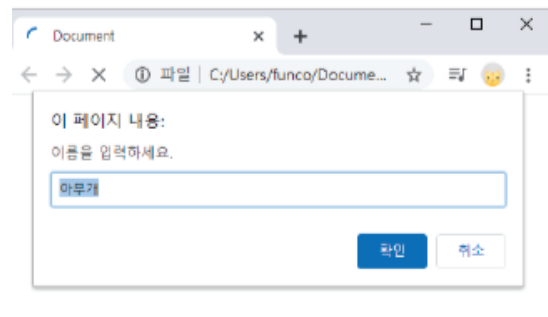 Document
파일 | C:/Users/funco/Docume...
이 페이지 내용:
이름을 입력하세요.
아무개
확인
취소